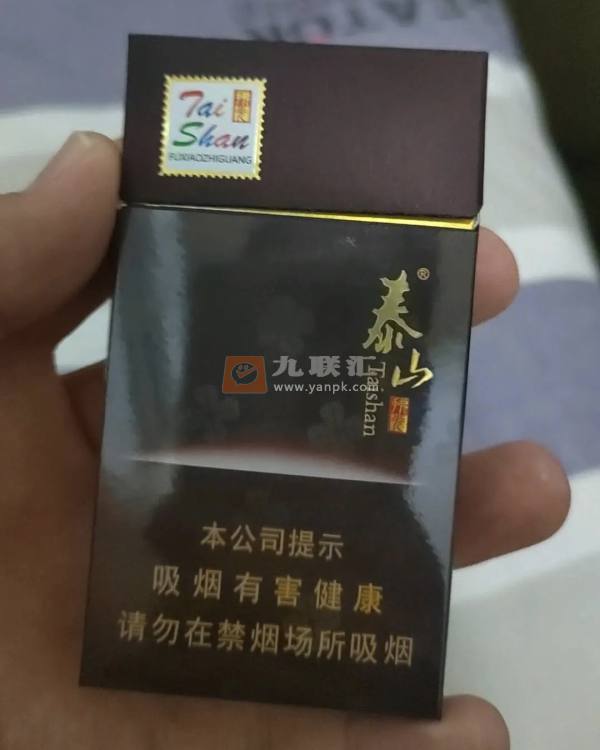 Tai
Shan
FUXIAOZHIGUANG
泰山®
Taishan
九联汇
www.yanpk.com
本公司提示
吸烟有害健康
请勿在禁烟场所吸烟